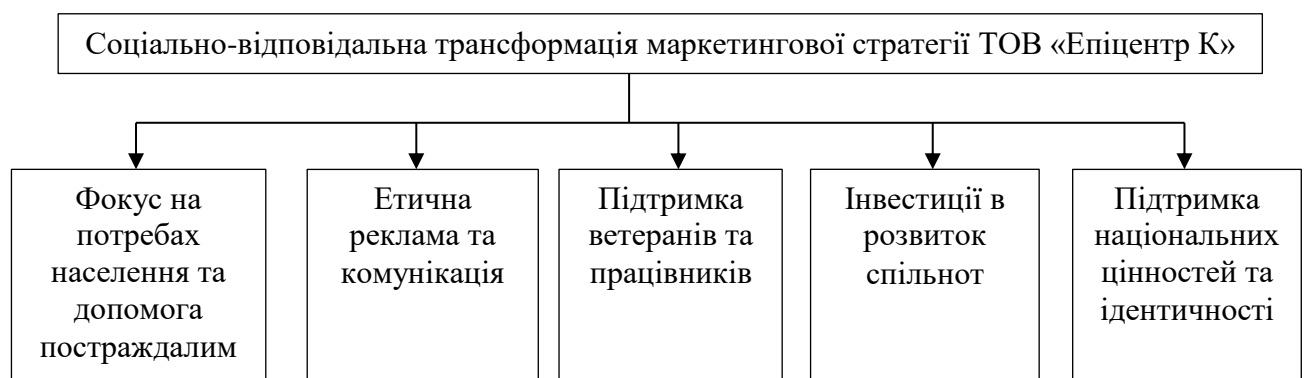 Соціально-відповідальна трансформація маркетингової стратегії ТОВ «Епіцентр К»
Фокус на
потребах
населення та
допомога
постраждалим
Етична
реклама та
комунікація
Підтримка
ветеранів та
працівників
Інвестиції в
розвиток
спільнот
Підтримка
національних
цінностей та
ідентичності